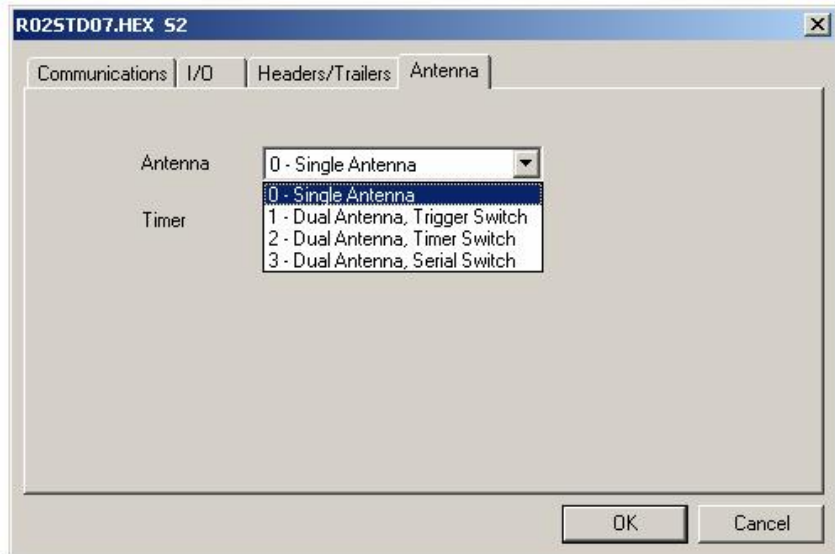 R02STD07.HEX S2
Communications I/O Headers/Trailers Antenna
Antenna 0 - Single Antenna
0 - Single Antenna
Timer 1 - Dual Antenna, Trigger Switch
2 - Dual Antenna, Timer Switch
3 - Dual Antenna, Serial Switch
OK Cancel